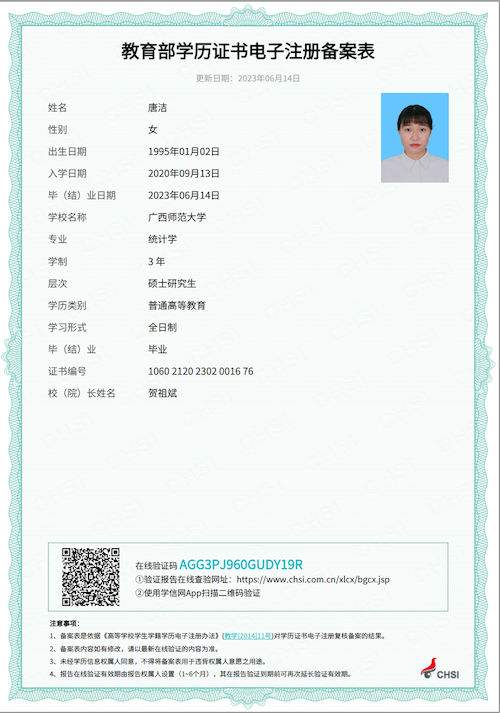 教育部学历证书电子注册备案表
更新日期：2023年06月14日
姓名 唐洁
性别 女
出生日期 1995年01月02日
入学日期 2020年09月13日
毕（结）业日期 2023年06月14日
学校名称 广西师范大学
专业 统计学
学制 3 年
层次 硕士研究生
学历类别 普通高等教育
学习形式 全日制
毕（结）业 毕业
证书编号 1060 2120 2302 0016 76
校（院）长姓名 贺祖斌
在线验证码 AGG3PJ960GUDY19R
①验证报告在线查验网址：https://www.chsi.com.cn/xlcx/bgcx.jsp
②使用学信网App扫描二维码验证
注意事项：
1、备案表是依据《高等学校学生学籍学历电子注册办法》(教学[2014]11号)对学历证书电子注册复核备案的结果。
2、备案表内容如有修改，请以最新在线验证的内容为准。
3、未经学历信息权属人同意，不得将备案表用于违背权属人意愿之用途。
4、报告在线验证有效期由报告权属人设置（1~6个月），其在报告验证到期前可再次延长验证有效期。
CHSI